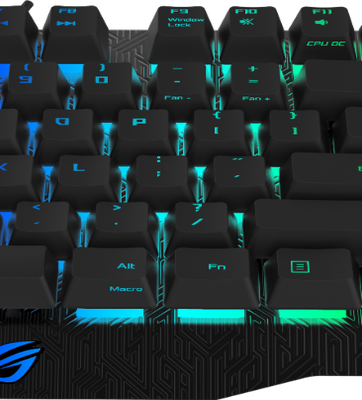 F8 F9 F10 F11
Window
Lock
CPU OC
( ) _ +
9 0 - =
Fan - Fan +
O P { }
[ ]
L : "
; '
< > ?
, . /
Alt Fn
Macro